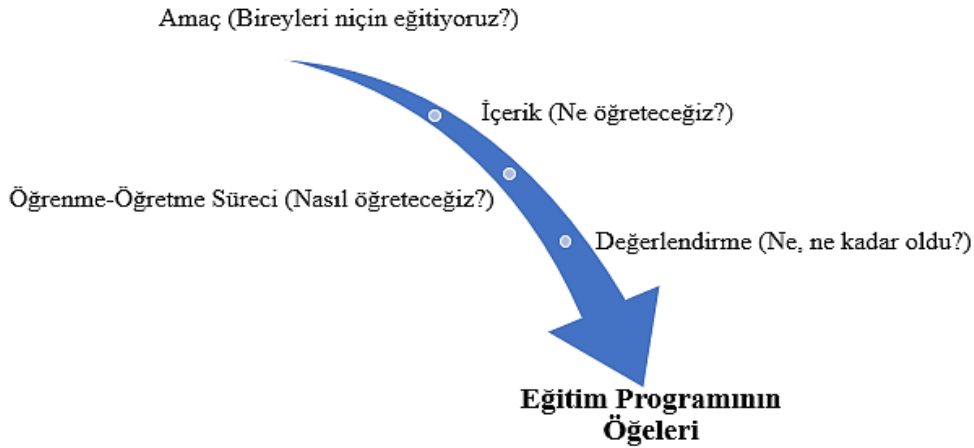 Amaç (Bireyleri niçin eğitiyoruz?)
İçerik (Ne öğreteceğiz?)
Öğrenme-Öğretme Süreci (Nasıl öğreteceğiz?)
Değerlendirme (Ne, ne kadar oldu?)
Eğitim Programının
Öğeleri